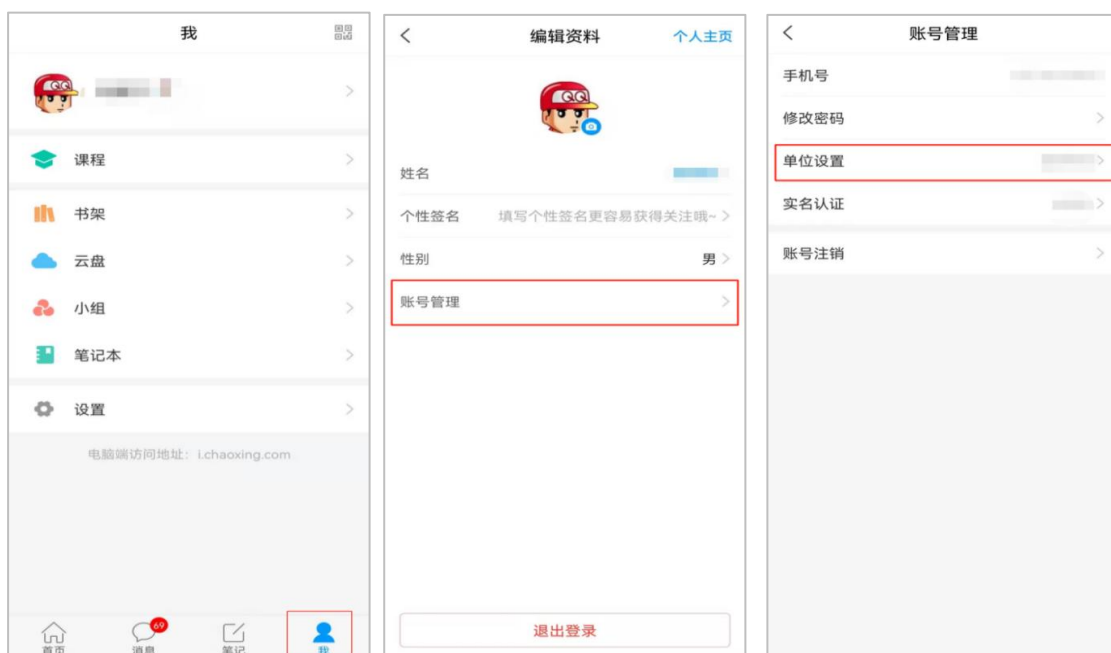 我
课程
书架
云盘
小组
笔记本
设置
电脑端访问地址：i.chaoxing.com
首页
69
消息
笔记
我
编辑资料
个人主页
QQ
姓名
个性签名
填写个性签名更容易获得关注哦~
性别
男
账号管理
退出登录
账号管理
手机号
修改密码
单位设置
实名认证
账号注销